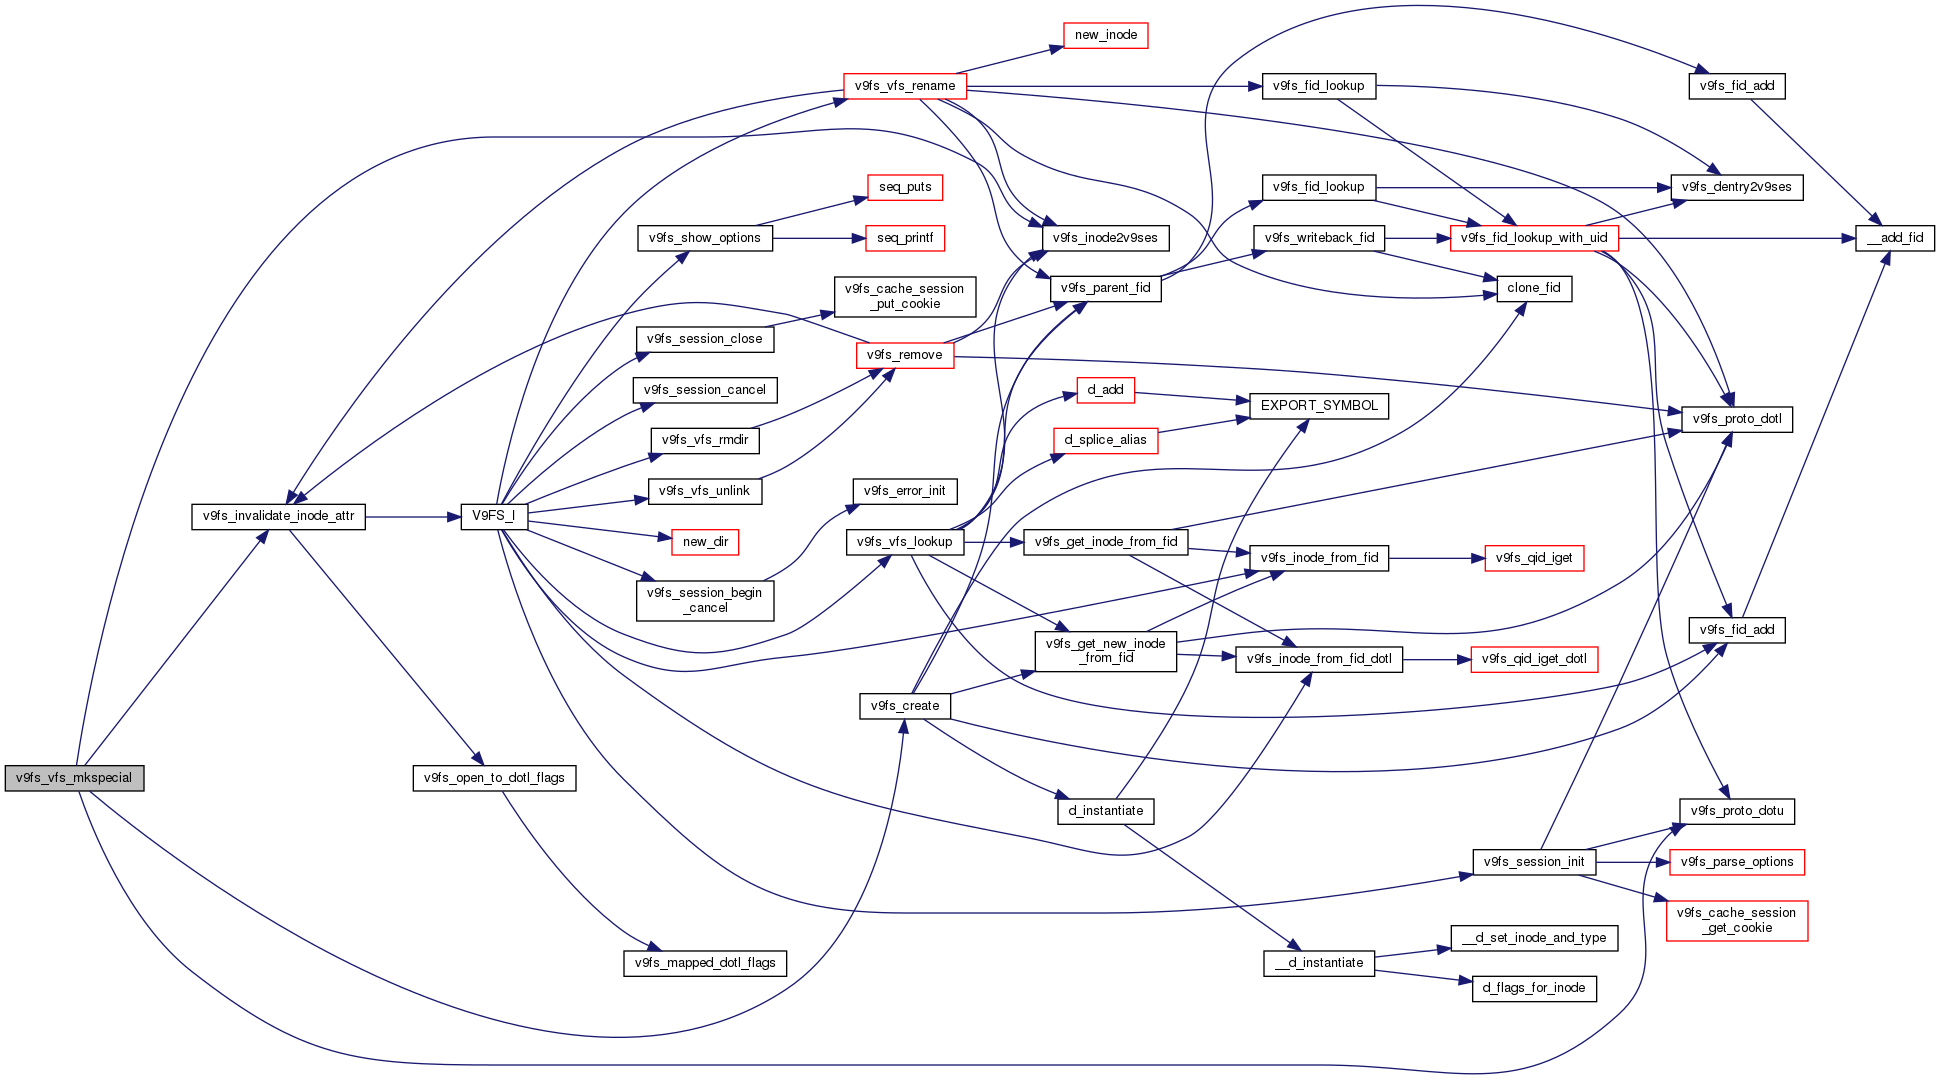 new_inode
v9fs_vfs_rename
v9fs_fid_lookup
v9fs_fid_add
seq_puts
v9fs_fid_lookup
v9fs_dentry2v9ses
v9fs_show_options
seq_printf
v9fs_inode2v9ses
v9fs_writeback_fid
v9fs_fid_lookup_with_uid
__add_fid
v9fs_cache_session
_put_cookie
v9fs_parent_fid
clone_fid
v9fs_session_close
v9fs_remove
v9fs_session_cancel
d_add
EXPORT_SYMBOL
v9fs_proto_dotl
v9fs_vfs_rmdir
d_splice_alias
v9fs_vfs_unlink
v9fs_error_init
v9fs_invalidate_inode_attr
V9FS_I
new_dir
v9fs_vfs_lookup
v9fs_get_inode_from_fid
v9fs_inode_from_fid
v9fs_qid_iget
v9fs_session_begin
_cancel
v9fs_fid_add
v9fs_get_new_inode
_from_fid
v9fs_inode_from_fid_dotl
v9fs_qid_iget_dotl
v9fs_create
v9fs_vfs_mkspecial
v9fs_open_to_dotl_flags
d_instantiate
v9fs_proto_dotu
v9fs_session_init
v9fs_parse_options
v9fs_cache_session
_get_cookie
__d_set_inode_and_type
v9fs_mapped_dotl_flags
__d_instantiate
d_flags_for_inode